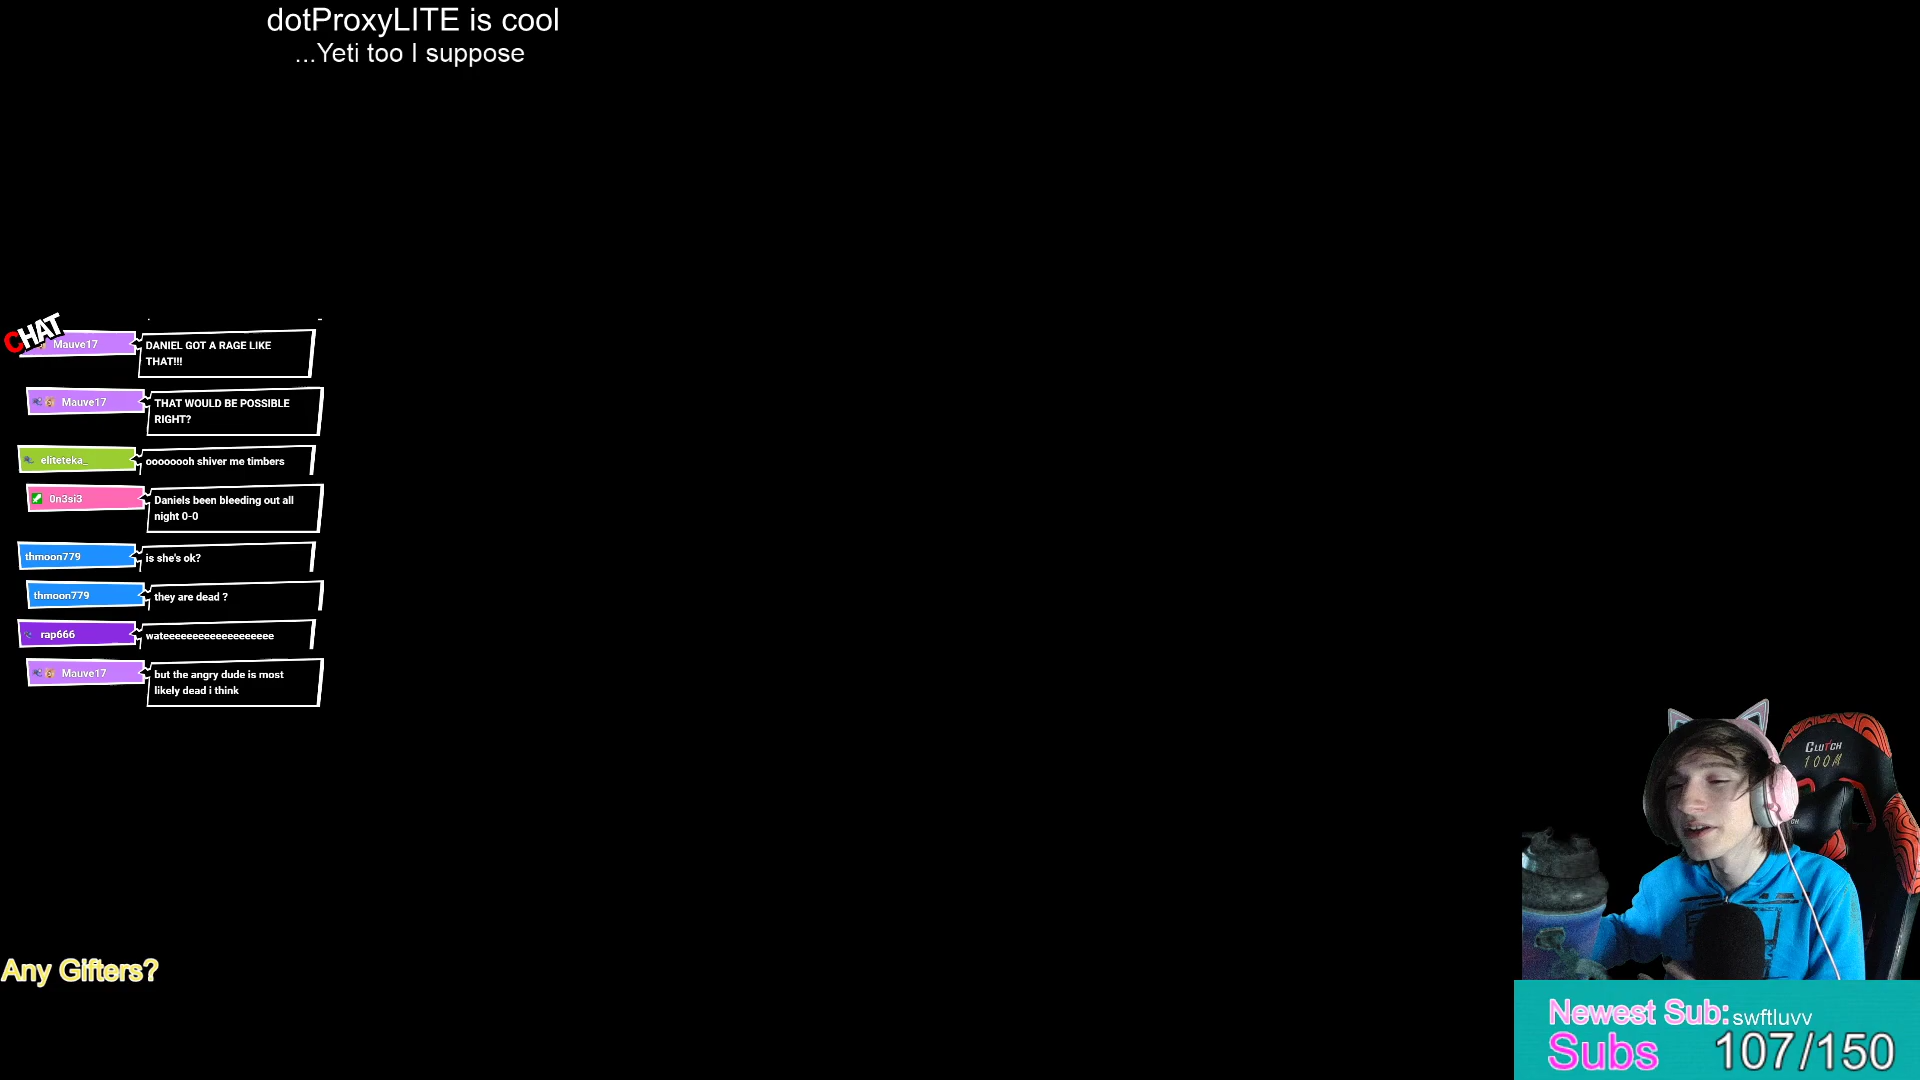 dotProxyLITE is cool
...Yeti too I suppose
CHAT
Mauve17
DANIEL GOT A RAGE LIKE
THAT!!!
Mauve17
THAT WOULD BE POSSIBLE
RIGHT?
eliteteka_
oooooooh shiver me timbers
0n3si3
Daniels been bleeding out all
night 0-0
thmoon779
is she's ok?
thmoon779
they are dead ?
rap666
wateeeeeeeeeeeeeeeeeee
Mauve17
but the angry dude is most
likely dead i think
CLUTCH
100M
Any Gifters?
Newest Sub: swftluvv
Subs 107/150